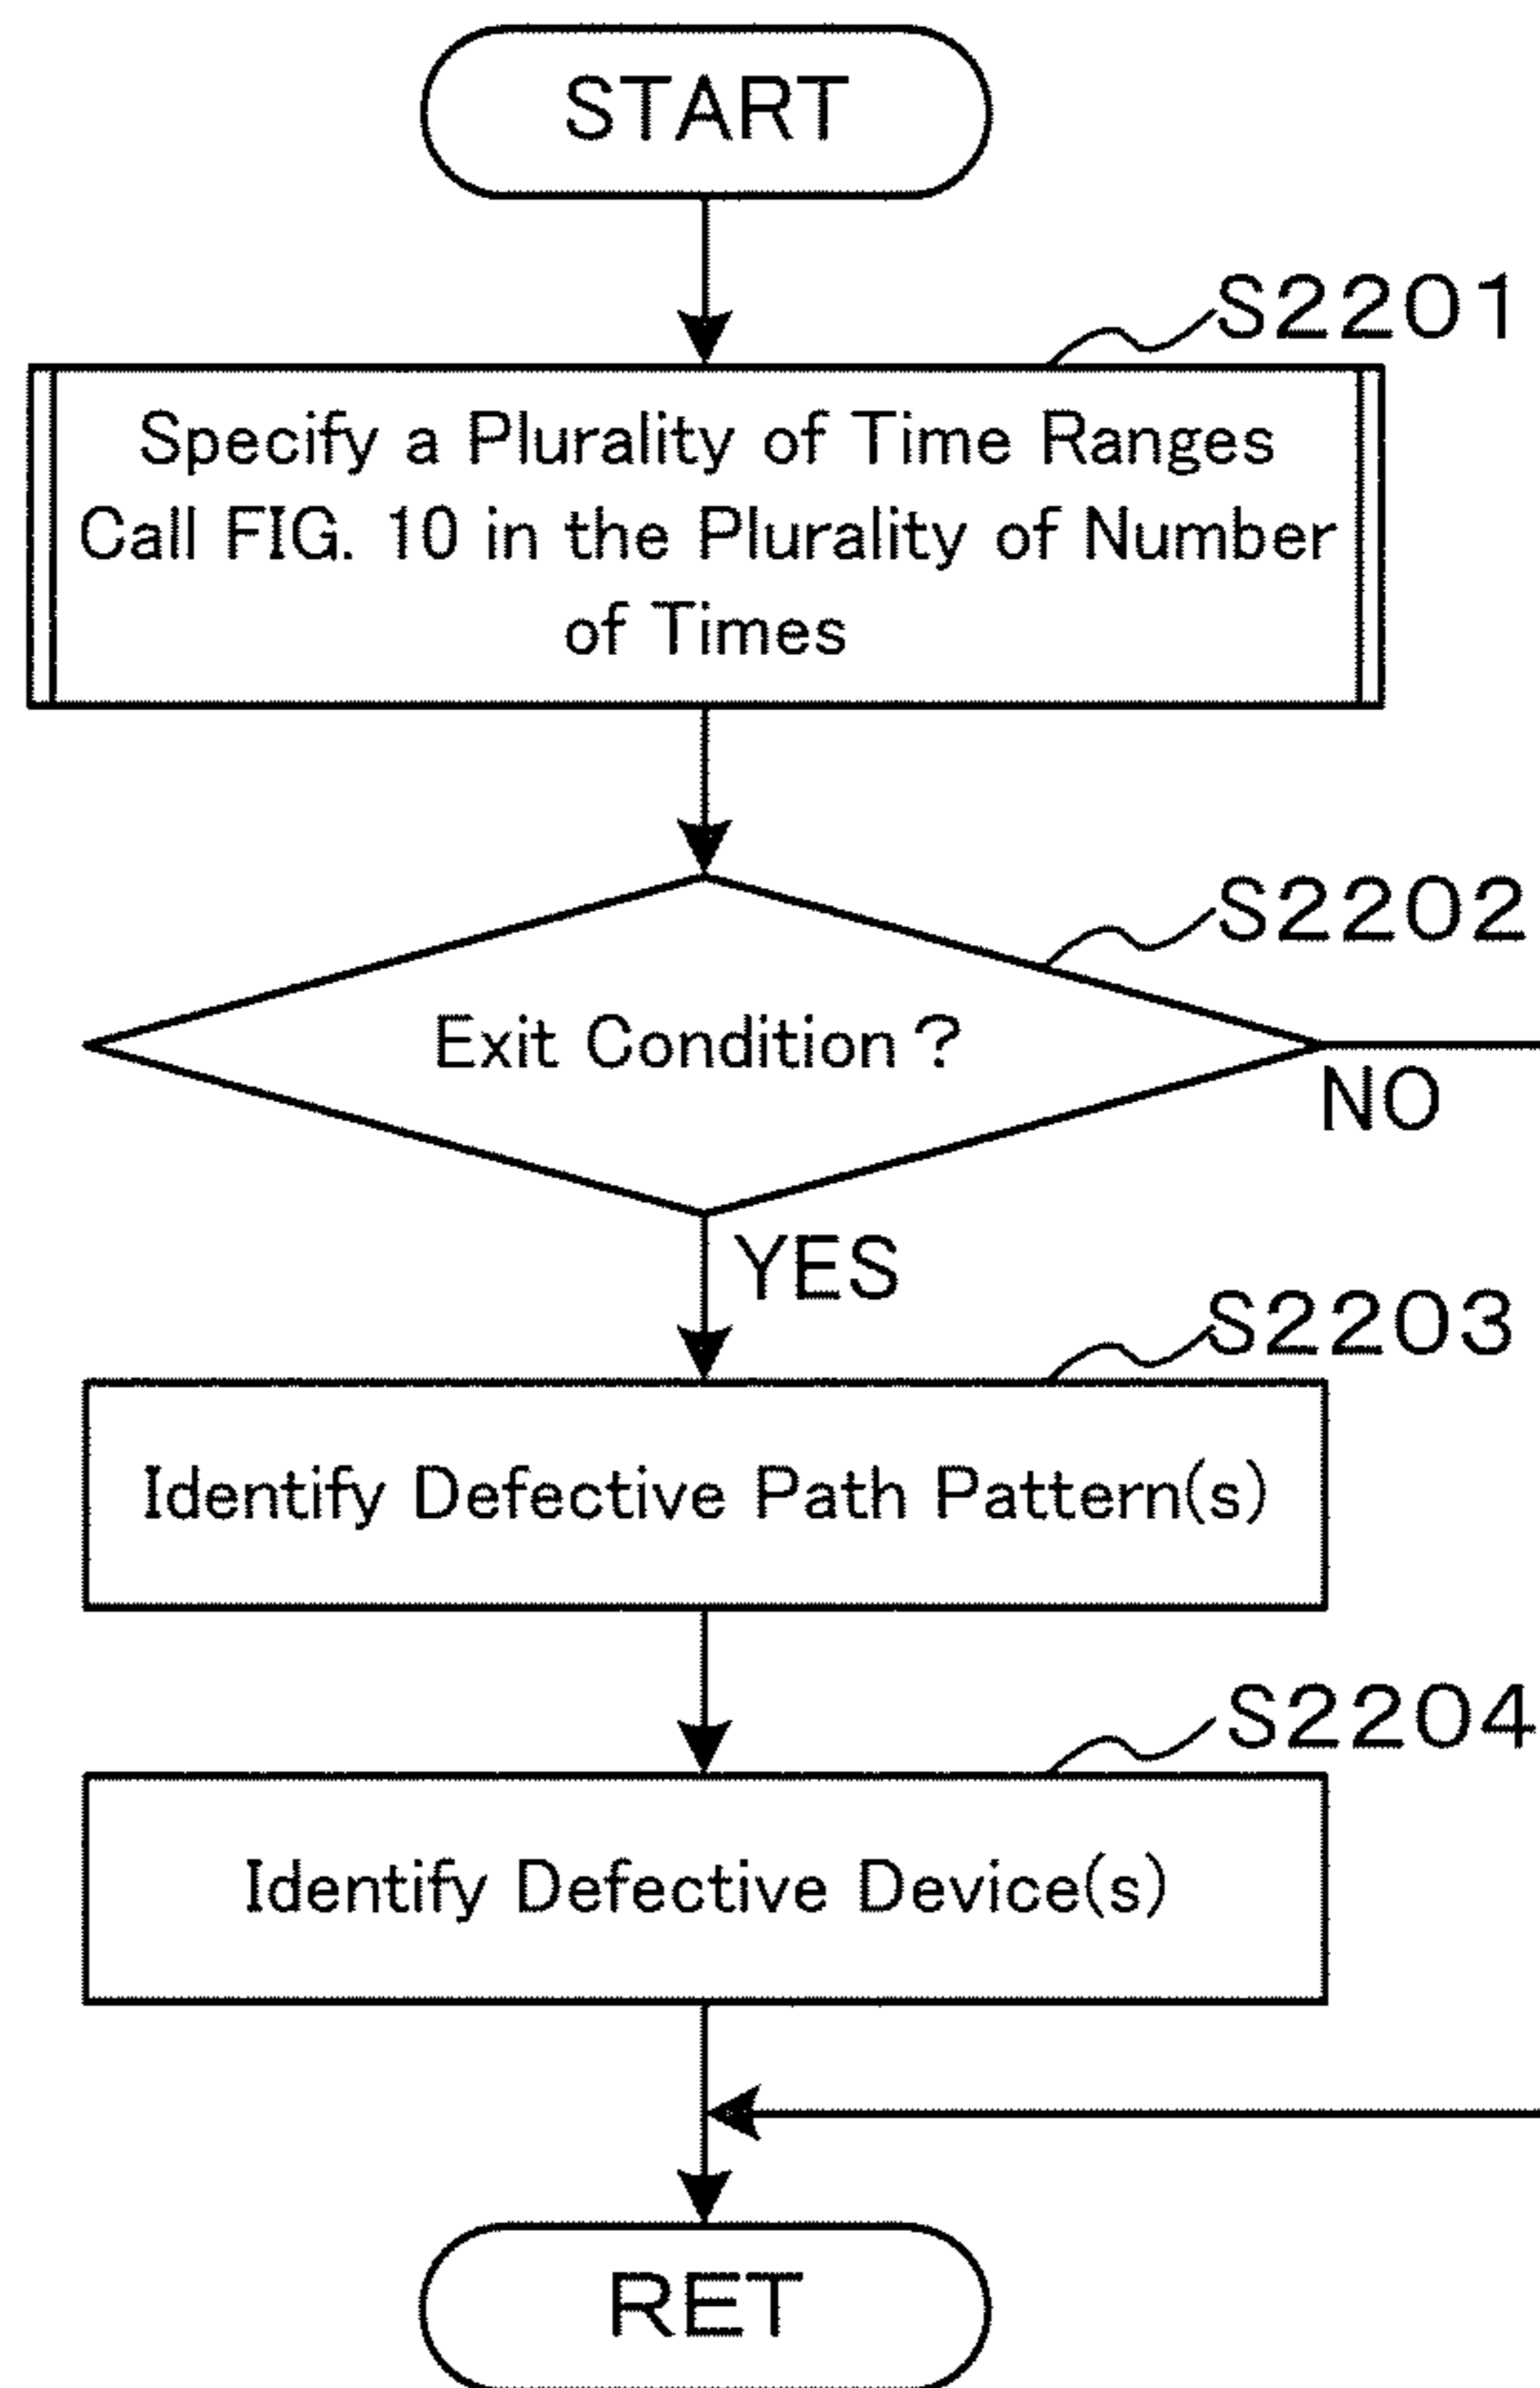 START
S2201
Specify a Plurality of Time Ranges
Call FIG. 10 in the Plurality of Number
of Times
S2202
Exit Condition?
NO
YES
S2203
Identify Defective Path Pattern(s)
S2204
Identify Defective Device(s)
RET